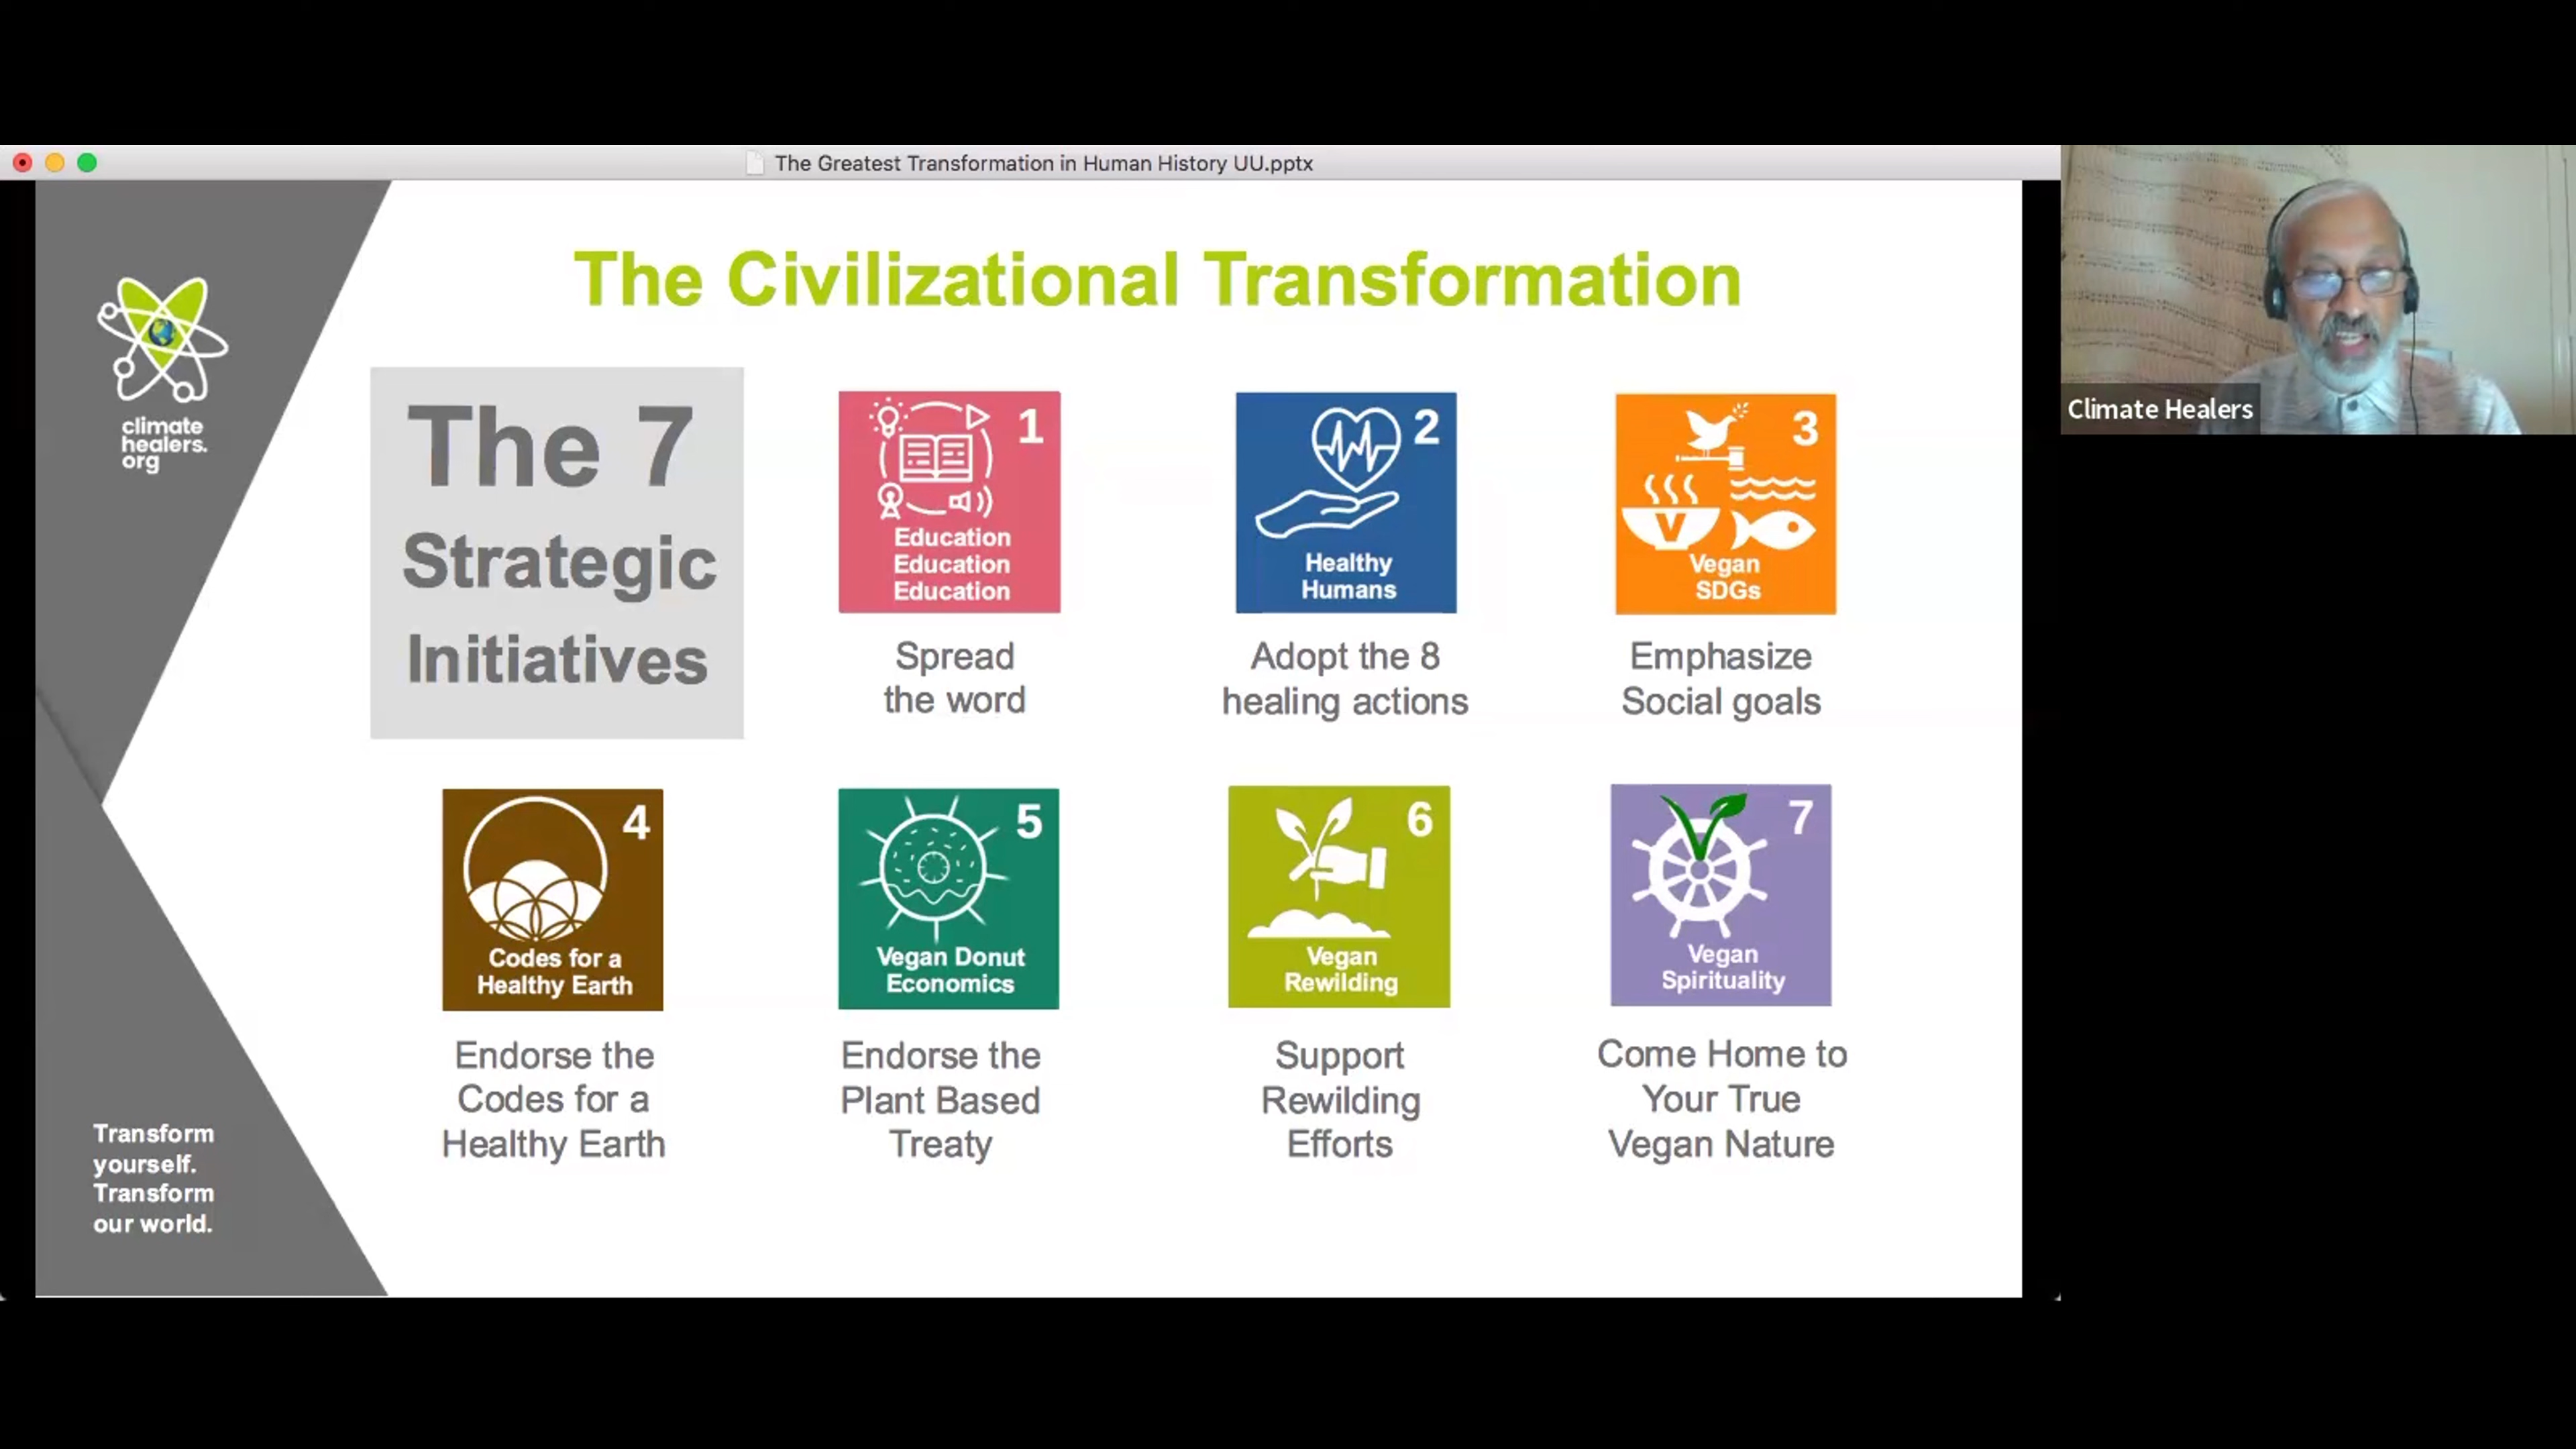 The Greatest Transformation in Human History UU.pptx
The Civilizational Transformation
climate
healers.
org
The 7
Strategic
Initiatives
1
Education
Education
Education
Spread
the word
2
Healthy
Humans
Adopt the 8
healing actions
3
V
Vegan
SDGs
Emphasize
Social goals
Climate Healers
4
Codes for a
Healthy Earth
Endorse the
Codes for a
Healthy Earth
5
Vegan Donut
Economics
Endorse the
Plant Based
Treaty
6
Vegan
Rewilding
Support
Rewilding
Efforts
7
Vegan
Spirituality
Come Home to
Your True
Vegan Nature
Transform
yourself.
Transform
our world.